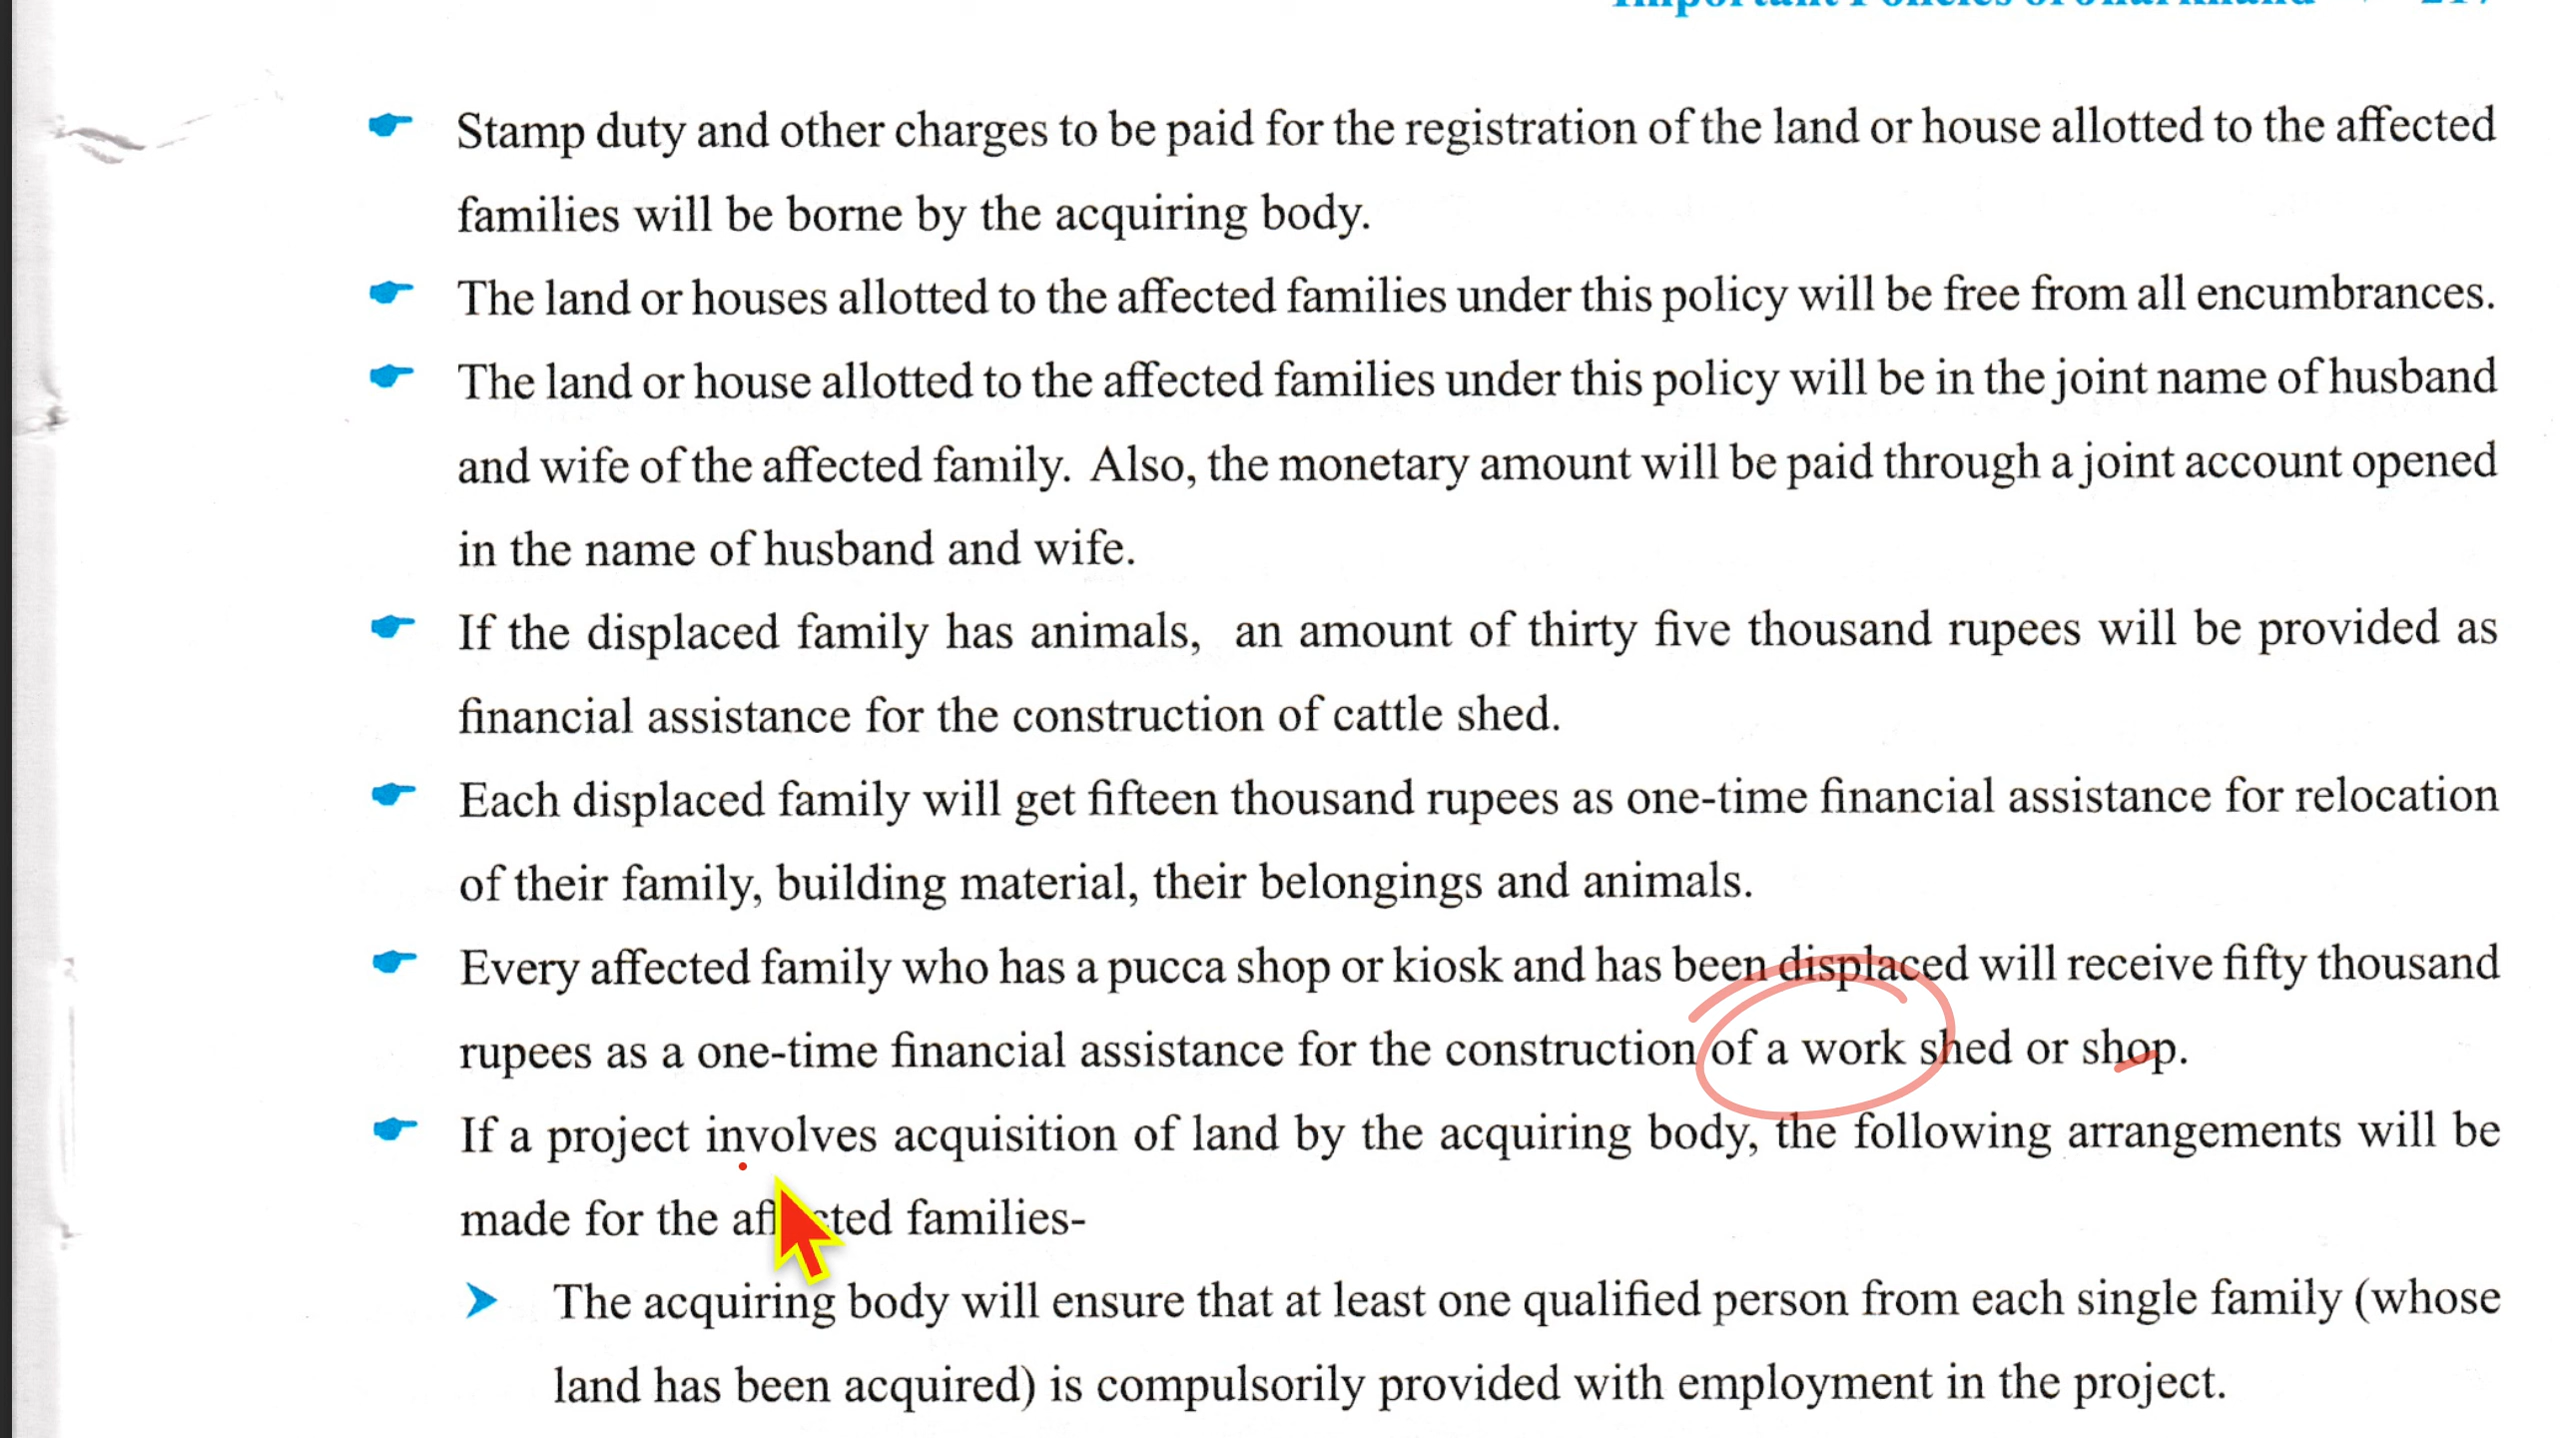 Important Policies of Jharkhand 217
Stamp duty and other charges to be paid for the registration of the land or house allotted to the affected
families will be borne by the acquiring body.
The land or houses allotted to the affected families under this policy will be free from all encumbrances.
The land or house allotted to the affected families under this policy will be in the joint name of husband
and wife of the affected family. Also, the monetary amount will be paid through a joint account opened
in the name of husband and wife.
If the displaced family has animals, an amount of thirty five thousand rupees will be provided as
financial assistance for the construction of cattle shed.
Each displaced family will get fifteen thousand rupees as one-time financial assistance for relocation
of their family, building material, their belongings and animals.
Every affected family who has a pucca shop or kiosk and has been displaced will receive fifty thousand
rupees as a one-time financial assistance for the construction of a work shed or shop.
If a project involves acquisition of land by the acquiring body, the following arrangements will be
made for the affected families-
The acquiring body will ensure that at least one qualified person from each single family (whose
land has been acquired) is compulsorily provided with employment in the project.